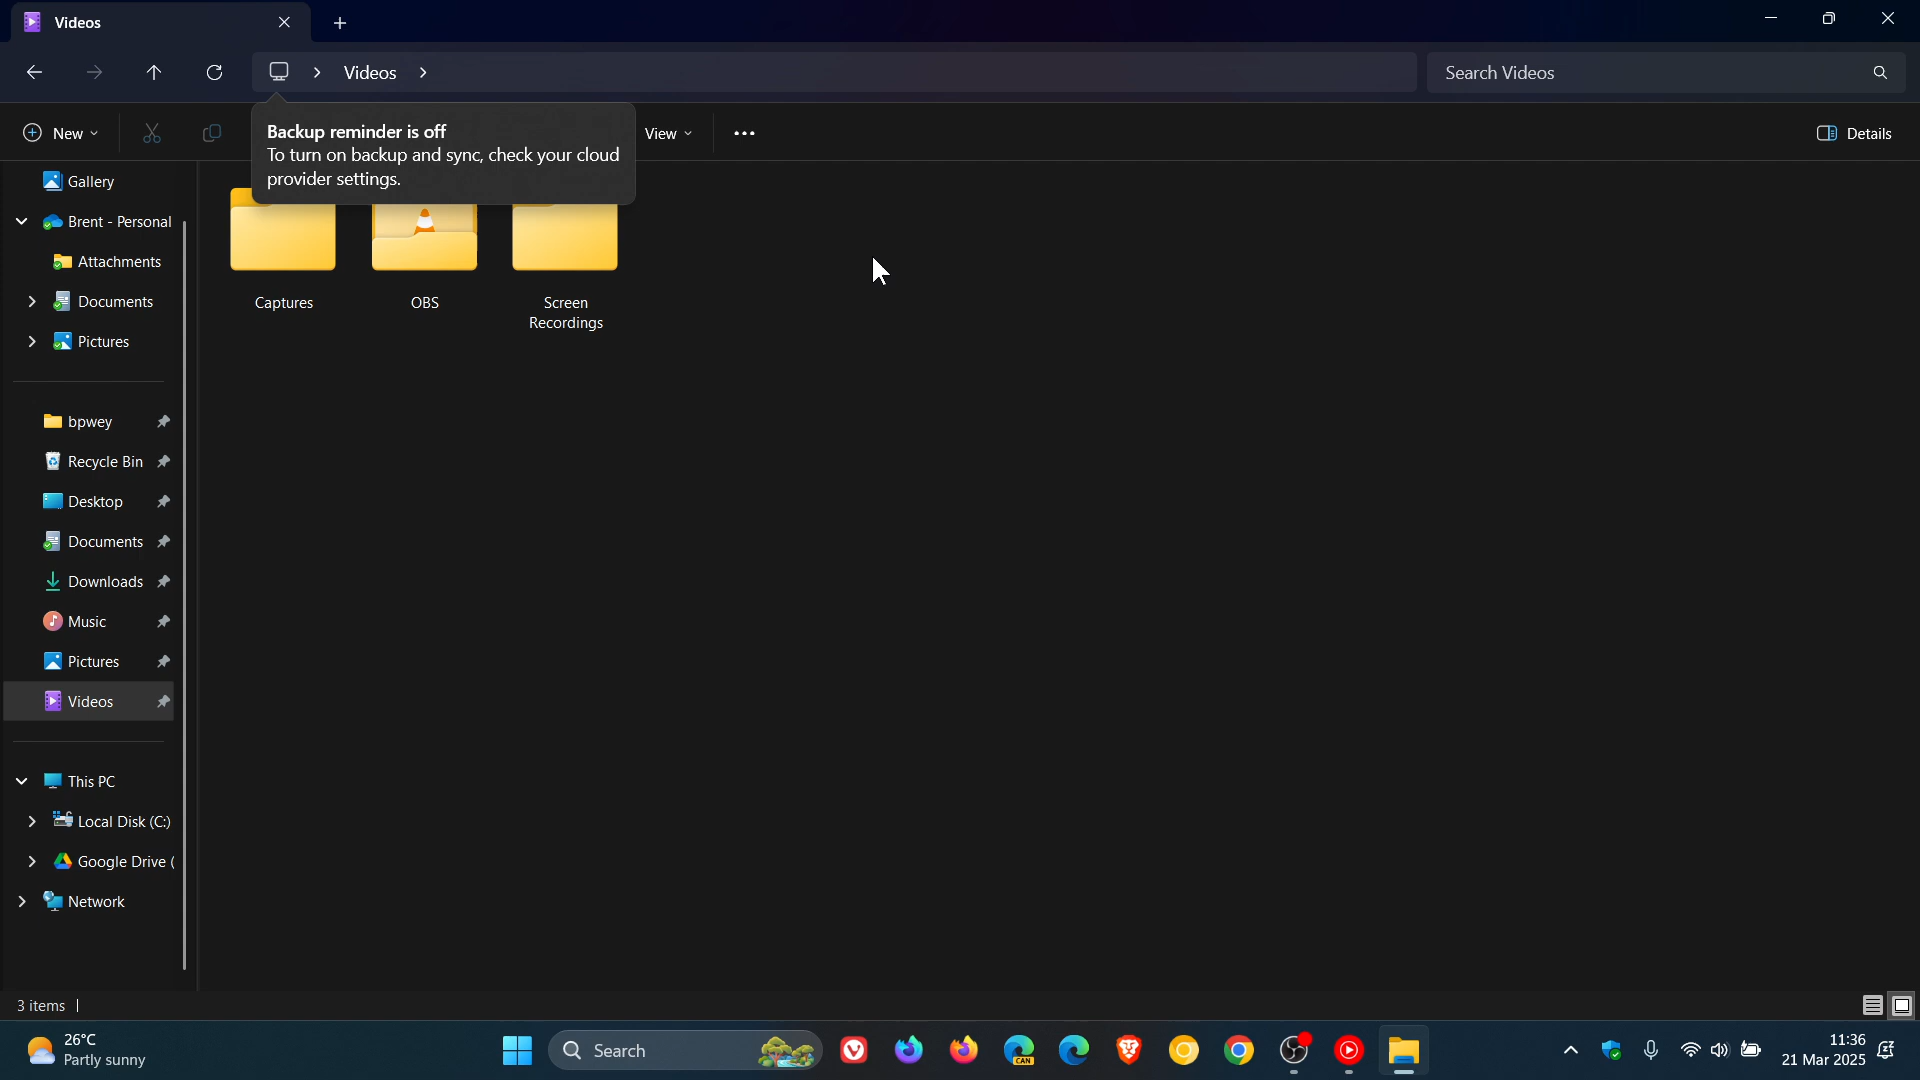 Videos
Videos
Search Videos
New
View
Details
Backup reminder is off
To turn on backup and sync, check your cloud
provider settings.
Gallery
Brent - Personal
Attachments
Documents
Pictures
bpwey
Recycle Bin
Desktop
Documents
Downloads
Music
Pictures
Videos
This PC
Local Disk (C:)
Google Drive (
Network
Captures
OBS
Screen
Recordings
3 items
26°C
Partly sunny
Search
CAN
11:36
21 Mar 2025